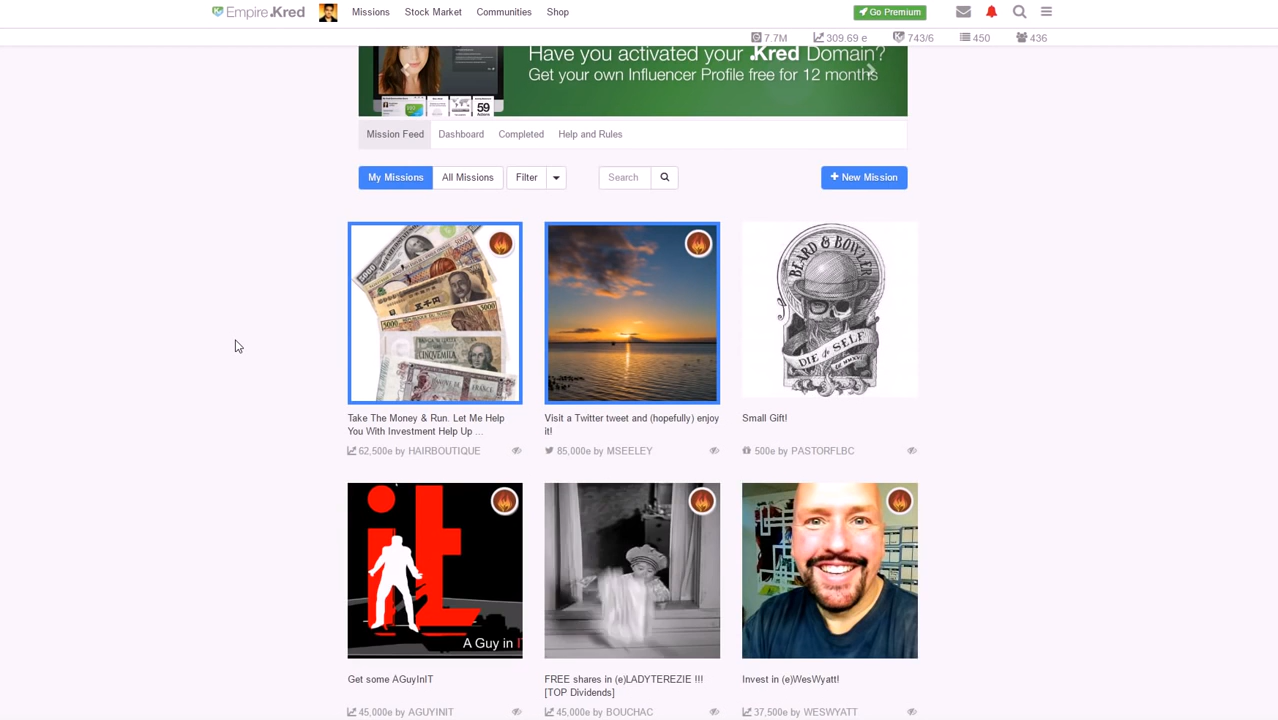 Empire.Kred
Missions
Stock Market
Communities
Shop
Go Premium
7.7M
309.69 e
743/6
450
436
Have you activated your .Kred Domain?
Get your own Influencer Profile free for 12 months
59
Mission Feed
Dashboard
Completed
Help and Rules
My Missions
All Missions
Filter
Search
New Mission
5000
5000
CINQUEMILA
BEARD & BOWLER
DIE to SELF
Take The Money & Run. Let Me Help
You With Investment Help Up ...
62,500e by HAIRBOUTIQUE
Visit a Twitter tweet and (hopefully) enjoy
it!
85,000e by MSEELEY
Small Gift!
500e by PASTORFLBC
it
A Guy in I
Get some AGuyInIT
45,000e by AGUYINIT
FREE shares in (e)LADYTEREZIE !!!
[TOP Dividends]
45,000e by BOUCHAC
Invest in (e)WesWyatt!
37,500e by WESWYATT